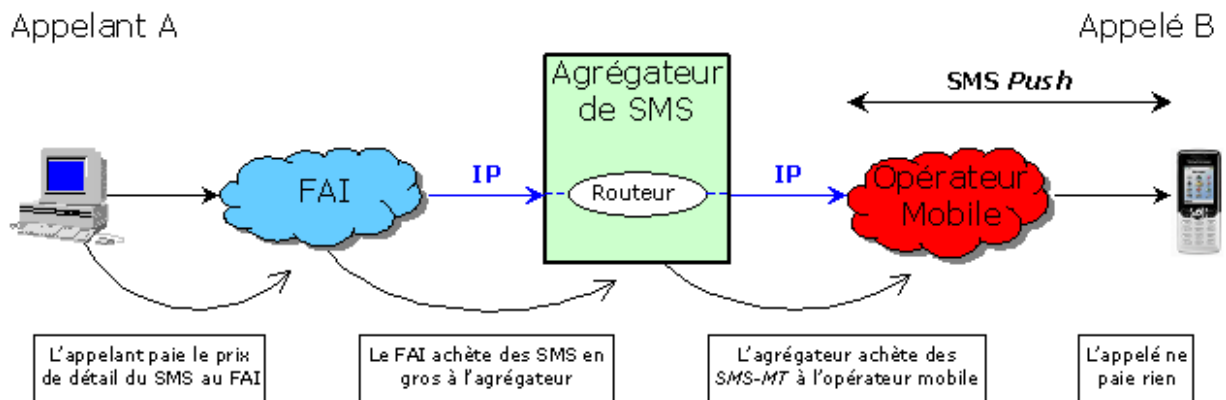 Appelant A
Appelé B
Agrégateur
de SMS
SMS Push
FAI
IP
Routeur
IP
Opérateur
Mobile
L'appelant paie le prix
de détail du SMS au FAI
Le FAI achète des SMS en
gros à l'agrégateur
L'agrégateur achète des
SMS-MT à l'opérateur mobile
L'appelé ne
paie rien